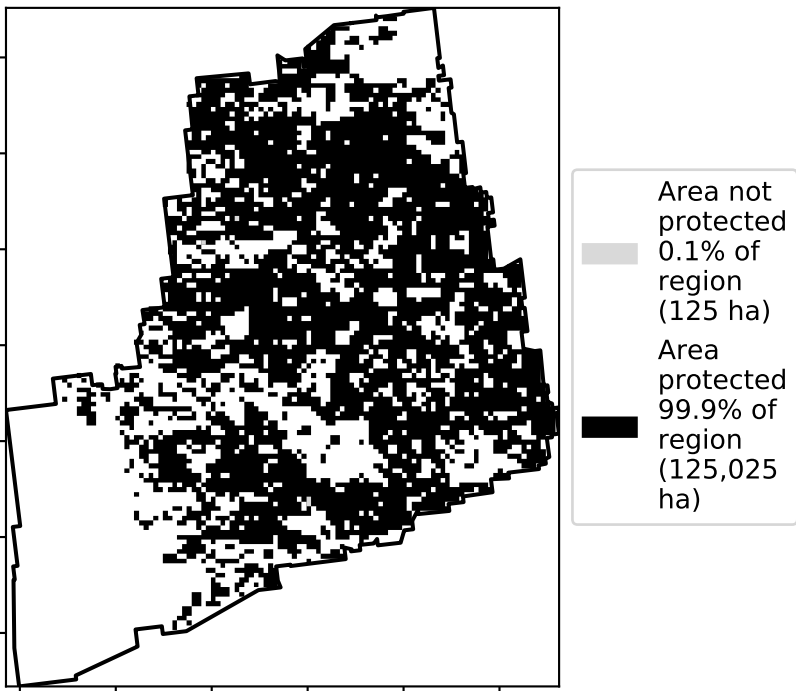 Area not
protected
0.1% of
region
(125 ha)
Area
protected
99.9% of
region
(125,025
ha)